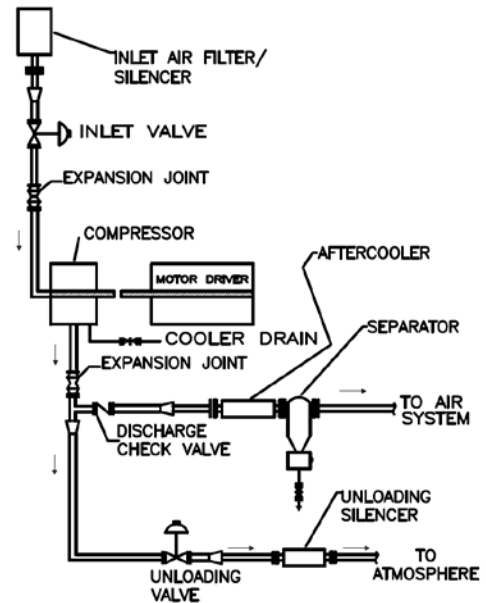 INLET AIR FILTER/
SILENCER
INLET VALVE
EXPANSION JOINT
COMPRESSOR
MOTOR DRIVER
AFTERCOOLER
SEPARATOR
COOLER DRAIN
EXPANSION JOINT
TO AIR
SYSTEM
DISCHARGE
CHECK VALVE
UNLOADING
SILENCER
UNLOADING
VALVE
TO
ATMOSPHERE